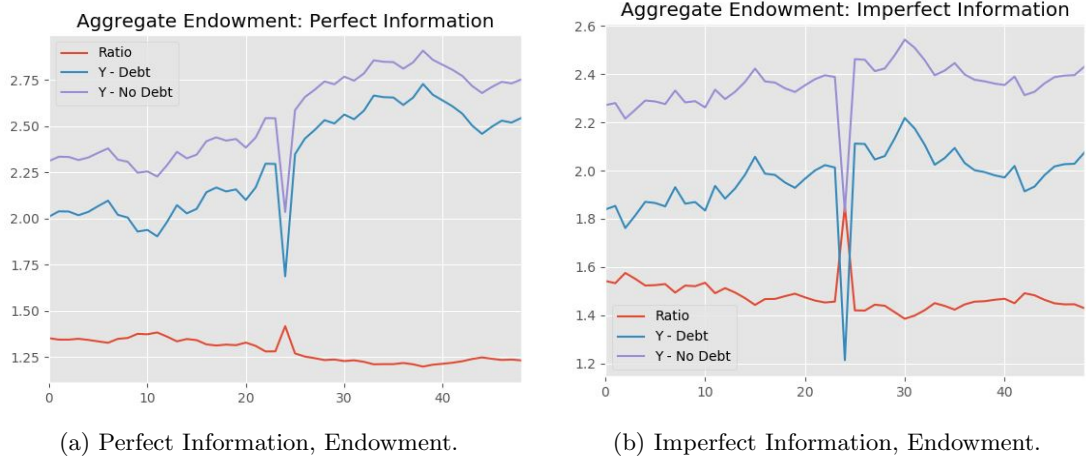 Aggregate Endowment: Perfect Information
Ratio
Y - Debt
Y - No Debt
2.75
2.50
2.25
2.00
1.75
1.50
1.25
0
10
20
30
40
(a) Perfect Information, Endowment.
Aggregate Endowment: Imperfect Information
2.6
2.4
2.2
2.0
1.8
1.6
1.4
1.2
Ratio
Y - Debt
Y - No Debt
0
10
20
30
40
(b) Imperfect Information, Endowment.